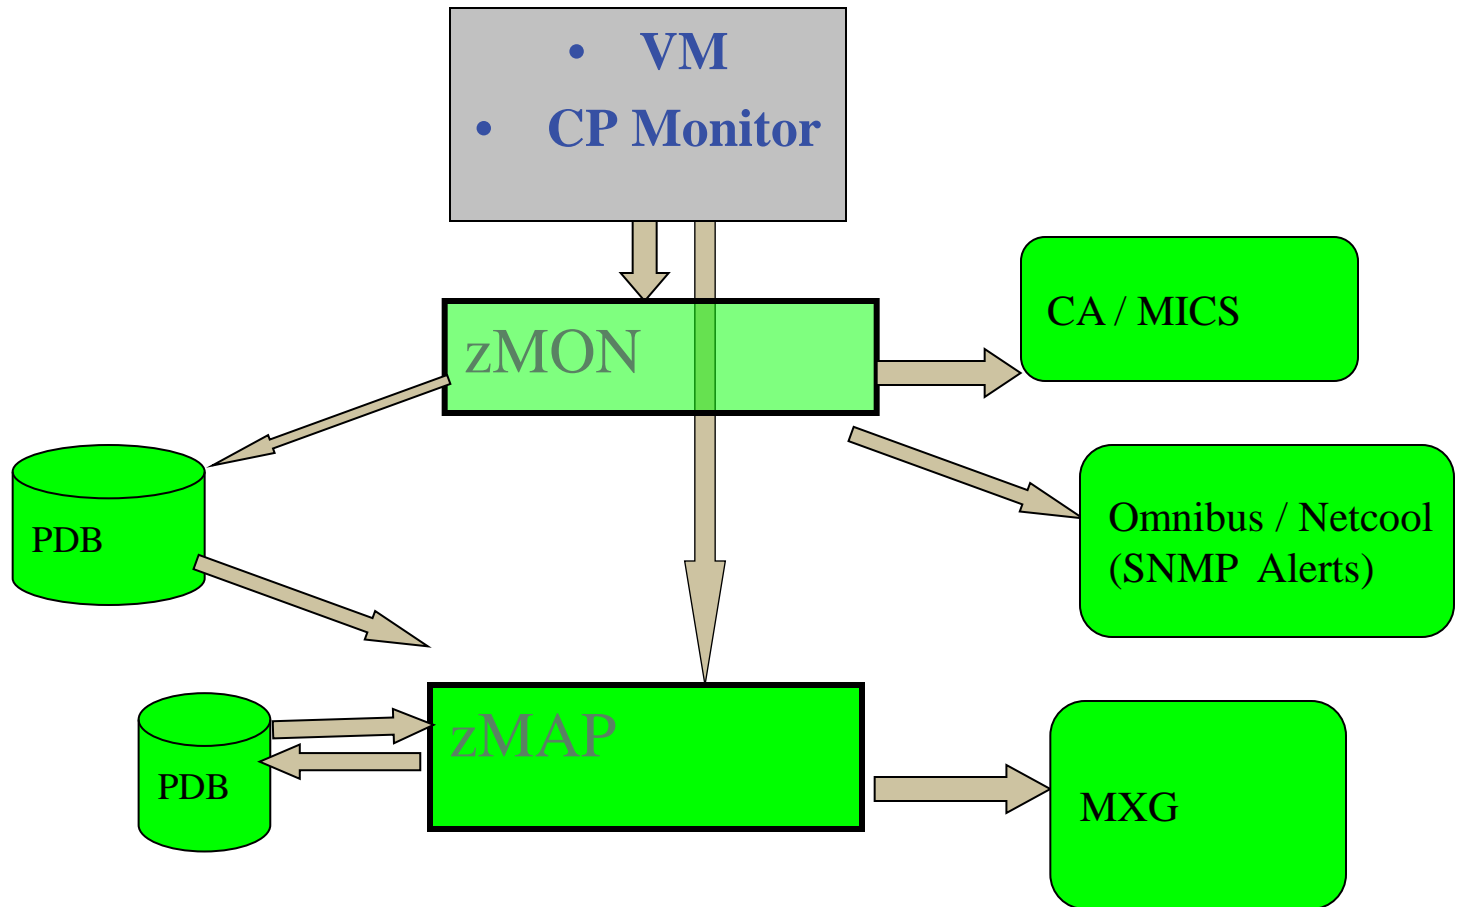 • VM
• CP Monitor
zMON
CA / MICS
Omnibus / Netcool
(SNMP Alerts)
PDB
zMAP
PDB
MXG